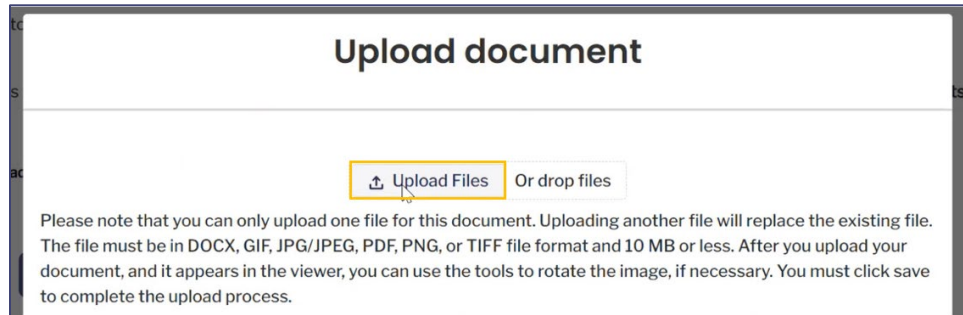 Upload document
Upload Files Or drop files
Please note that you can only upload one file for this document. Uploading another file will replace the existing file.
The file must be in DOCX, GIF, JPG/JPEG, PDF, PNG, or TIFF file format and 10 MB or less. After you upload your
document, and it appears in the viewer, you can use the tools to rotate the image, if necessary. You must click save
to complete the upload process.